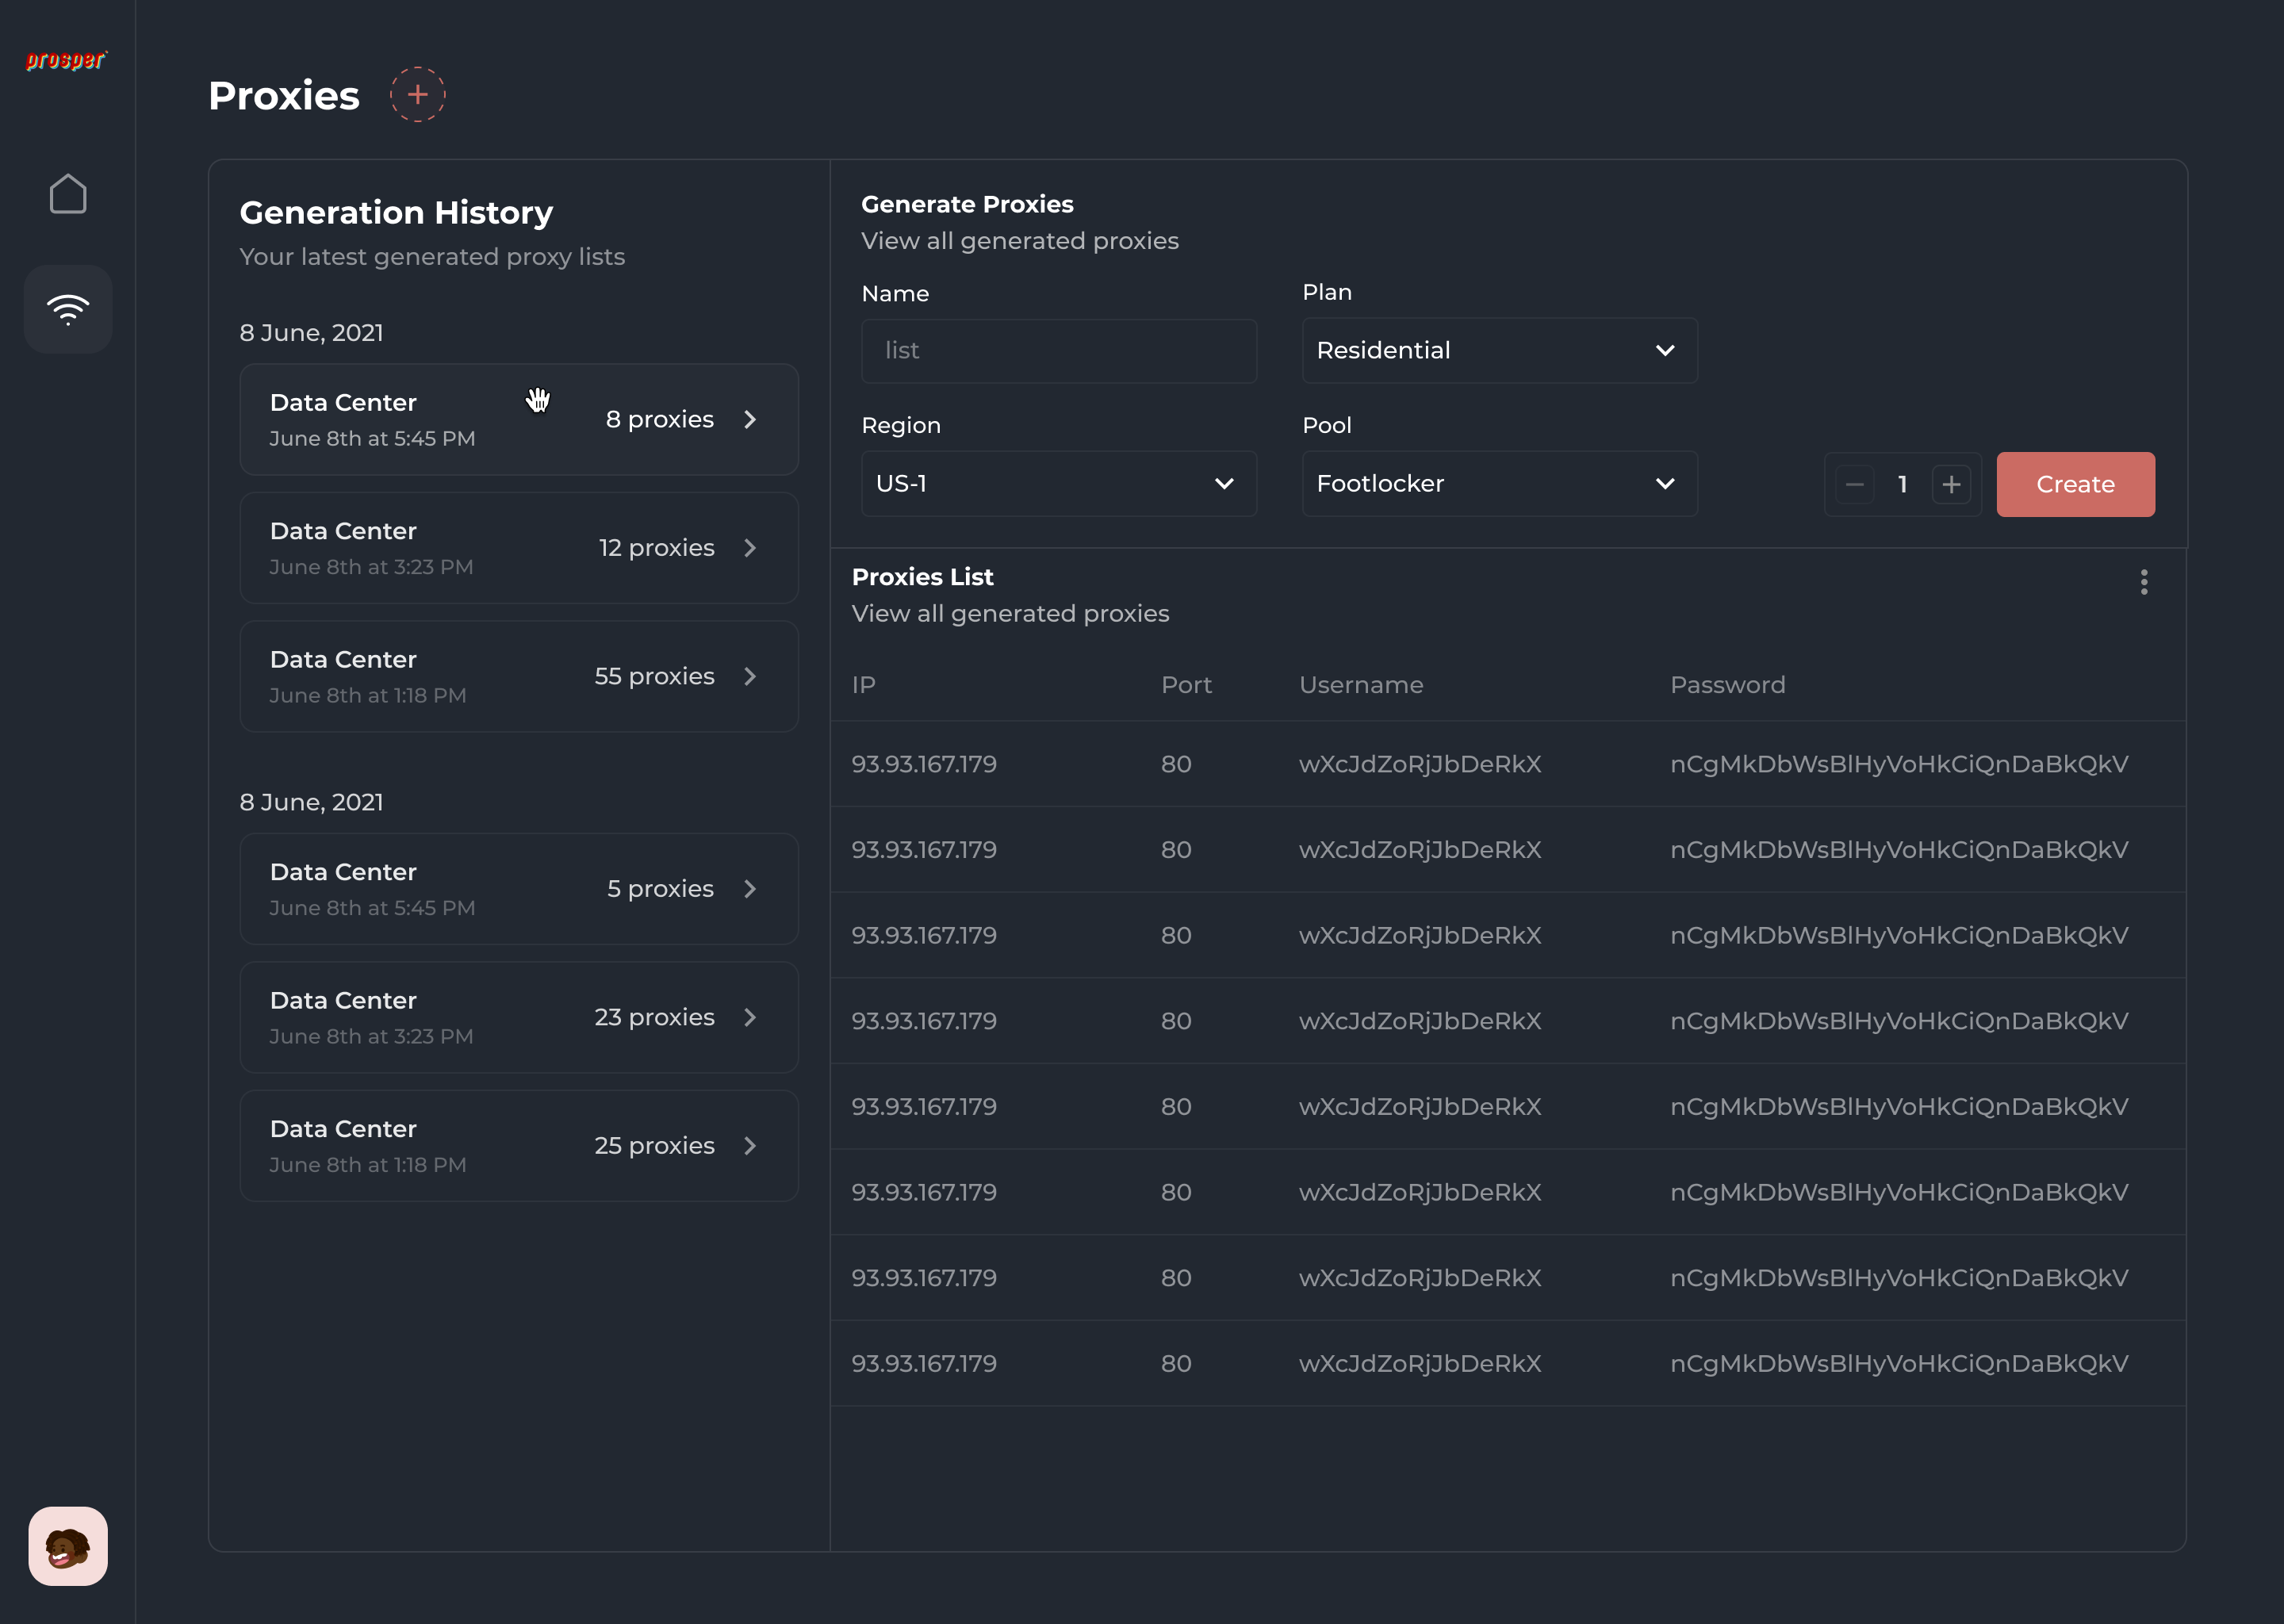 prosper
Proxies
Generation History
Your latest generated proxy lists
8 June, 2021
Data Center
June 8th at 5:45 PM
8 proxies
Data Center
June 8th at 3:23 PM
12 proxies
Data Center
June 8th at 1:18 PM
55 proxies
8 June, 2021
Data Center
June 8th at 5:45 PM
5 proxies
Data Center
June 8th at 3:23 PM
23 proxies
Data Center
June 8th at 1:18 PM
25 proxies
Generate Proxies
View all generated proxies
Name
list
Plan
Residential
Region
US-1
Pool
Footlocker
1
Create
Proxies List
View all generated proxies
IP Port Username Password
93.93.167.179 80 wXcJdZoRjJbDeRkX nCgMkDbWsBlHyVoHkCiQnDaBkQkV
93.93.167.179 80 wXcJdZoRjJbDeRkX nCgMkDbWsBlHyVoHkCiQnDaBkQkV
93.93.167.179 80 wXcJdZoRjJbDeRkX nCgMkDbWsBlHyVoHkCiQnDaBkQkV
93.93.167.179 80 wXcJdZoRjJbDeRkX nCgMkDbWsBlHyVoHkCiQnDaBkQkV
93.93.167.179 80 wXcJdZoRjJbDeRkX nCgMkDbWsBlHyVoHkCiQnDaBkQkV
93.93.167.179 80 wXcJdZoRjJbDeRkX nCgMkDbWsBlHyVoHkCiQnDaBkQkV
93.93.167.179 80 wXcJdZoRjJbDeRkX nCgMkDbWsBlHyVoHkCiQnDaBkQkV
93.93.167.179 80 wXcJdZoRjJbDeRkX nCgMkDbWsBlHyVoHkCiQnDaBkQkV